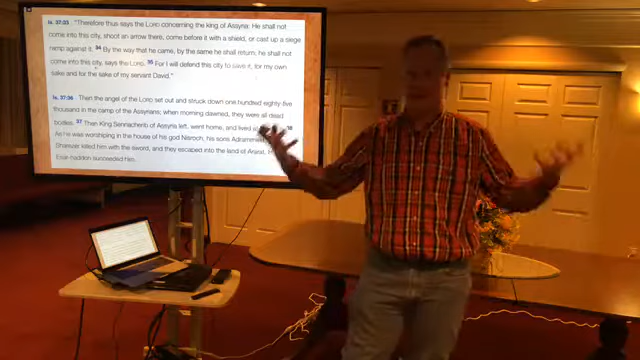 Is. 37:33 "Therefore thus says the LORD concerning the king of Assyria: He shall not
come into this city, shoot an arrow there, come before it with a shield, or cast up a siege
ramp against it. 34 By the way that he came, by the same he shall return; he shall not
come into this city, says the LORD. 35 For I will defend this city to save it, for my own
sake and for the sake of my servant David."
Is. 37:36 Then the angel of the LORD set out and struck down one hundred eighty-five
thousand in the camp of the Assyrians; when morning dawned, they were all dead
bodies. 37 Then King Sennacherib of Assyria left, went home, and lived 38
As he was worshiping in the house of his god Nisroch, his sons Adrammelech
Sharezer killed him with the sword, and they escaped into the land of Ararat.
Esar-haddon succeeded him.